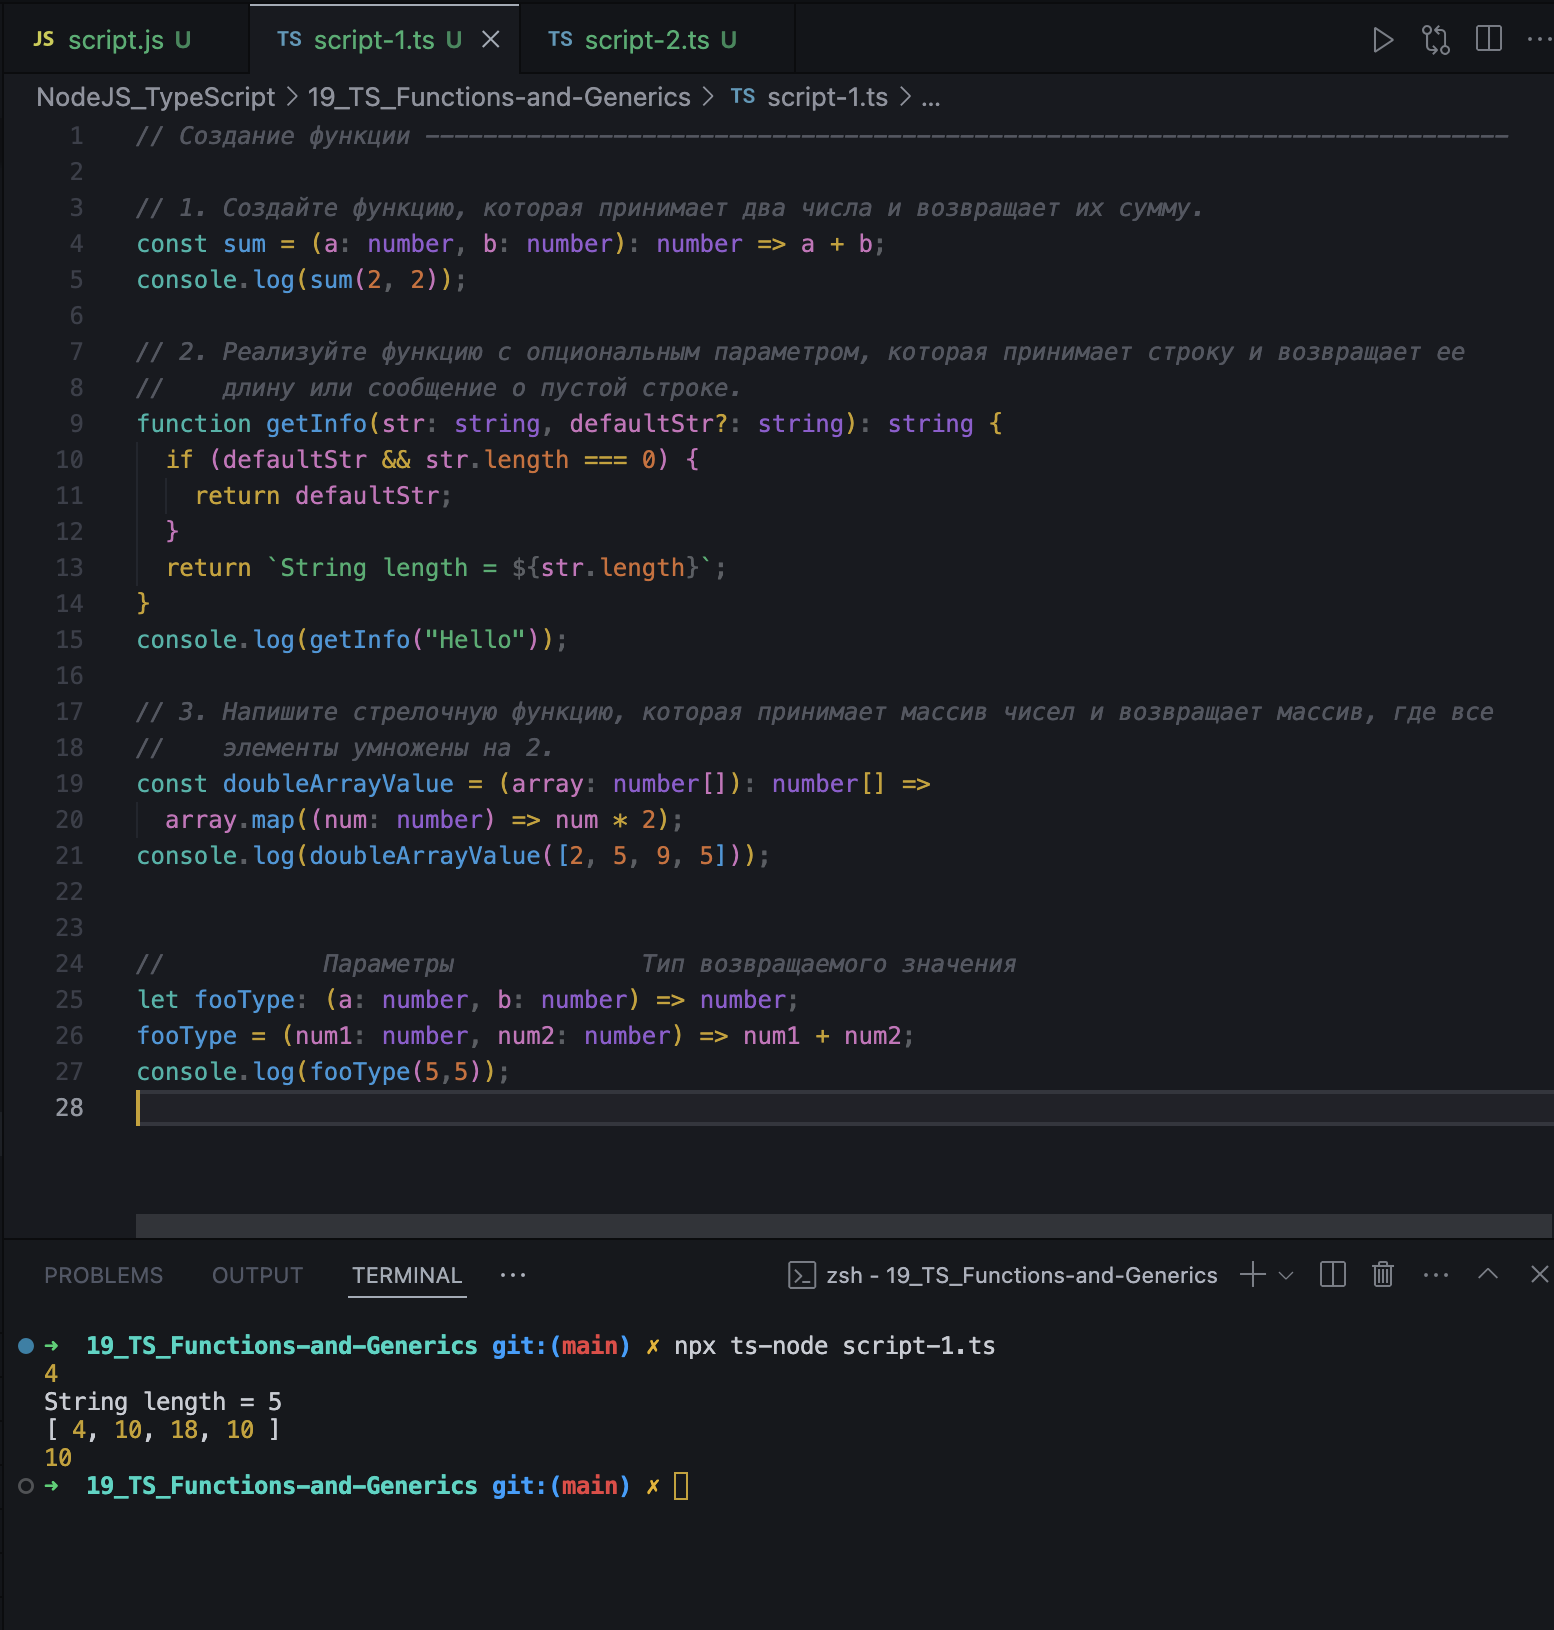 JS script.js U TS script-1.ts U TS script-2.ts U ...
NodeJS_TypeScript > 19_TS_Functions-and-Generics > TS script-1.ts > ...
1 // Создание функции ---------------------------------------------------------------------------
2
3 // 1. Создайте функцию, которая принимает два числа и возвращает их сумму.
4 const sum = (a: number, b: number): number => a + b;
5 console.log(sum(2, 2));
6
7 // 2. Реализуйте функцию с опциональным параметром, которая принимает строку и возвращает ее
8 //    длину или сообщение о пустой строке.
9 function getInfo(str: string, defaultStr?: string): string {
10   if (defaultStr && str.length === 0) {
11     return defaultStr;
12   }
13   return `String length = ${str.length}`;
14 }
15 console.log(getInfo("Hello"));
16
17 // 3. Напишите стрелочную функцию, которая принимает массив чисел и возвращает массив, где все
18 //    элементы умножены на 2.
19 const doubleArrayValue = (array: number[]): number[] =>
20   array.map((num: number) => num * 2);
21 console.log(doubleArrayValue([2, 5, 9, 5]));
22
23
24 //           Параметры             Тип возвращаемого значения
25 let fooType: (a: number, b: number) => number;
26 fooType = (num1: number, num2: number) => num1 + num2;
27 console.log(fooType(5,5));
28
PROBLEMS OUTPUT TERMINAL ... zsh - 19_TS_Functions-and-Generics
➜  19_TS_Functions-and-Generics git:(main) ✗ npx ts-node script-1.ts
4
String length = 5
[ 4, 10, 18, 10 ]
10
➜  19_TS_Functions-and-Generics git:(main) ✗